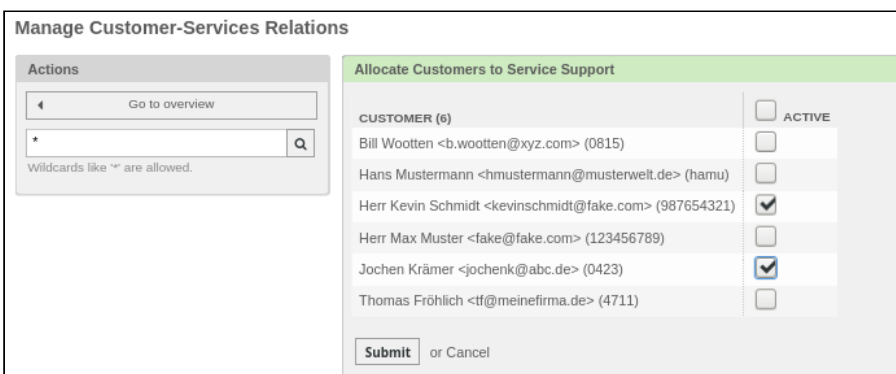 Manage Customer-Services Relations
Actions
Go to overview
*
Wildcards like '*' are allowed.
Allocate Customers to Service Support
CUSTOMER (6) ACTIVE
Bill Wootten <b.wootten@xyz.com> (0815)
Hans Mustermann <hmustermann@musterwelt.de> (hamu)
Herr Kevin Schmidt <kevinschmidt@fake.com> (987654321)
Herr Max Muster <fake@fake.com> (123456789)
Jochen Krämer <jochenk@abc.de> (0423)
Thomas Fröhlich <tf@meinefirma.de> (4711)
Submit or Cancel